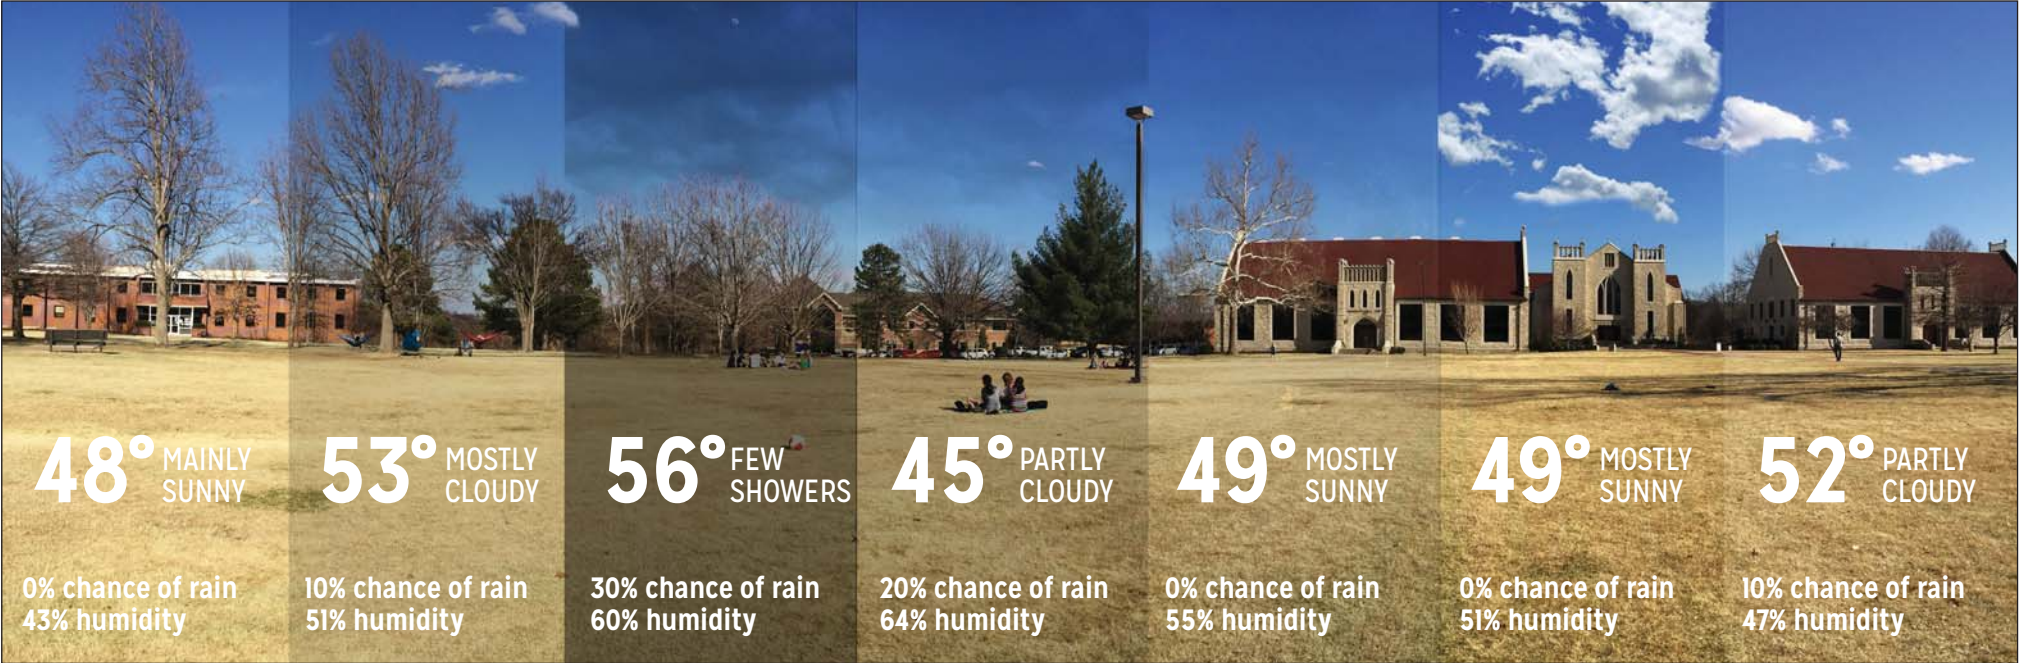 48° MAINLY
SUNNY
0% chance of rain
43% humidity
53° MOSTLY
CLOUDY
10% chance of rain
51% humidity
56° FEW
SHOWERS
30% chance of rain
60% humidity
45° PARTLY
CLOUDY
20% chance of rain
64% humidity
49° MOSTLY
SUNNY
0% chance of rain
55% humidity
49° MOSTLY
SUNNY
0% chance of rain
51% humidity
52° PARTLY
CLOUDY
10% chance of rain
47% humidity